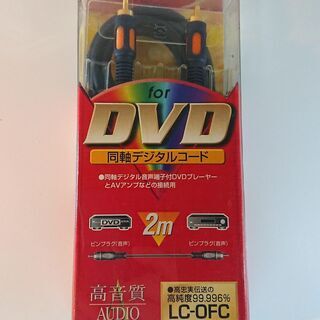 for
DVD
同軸デジタルコード
●同軸デジタル音声端子付DVDプレーヤー
とAVアンプなどの接続用
2m
ピンプラグ(音声)
ピンプラグ(音声)
高音質
AUDIO
●高忠実伝送の
高純度99.996%
LC-OFC